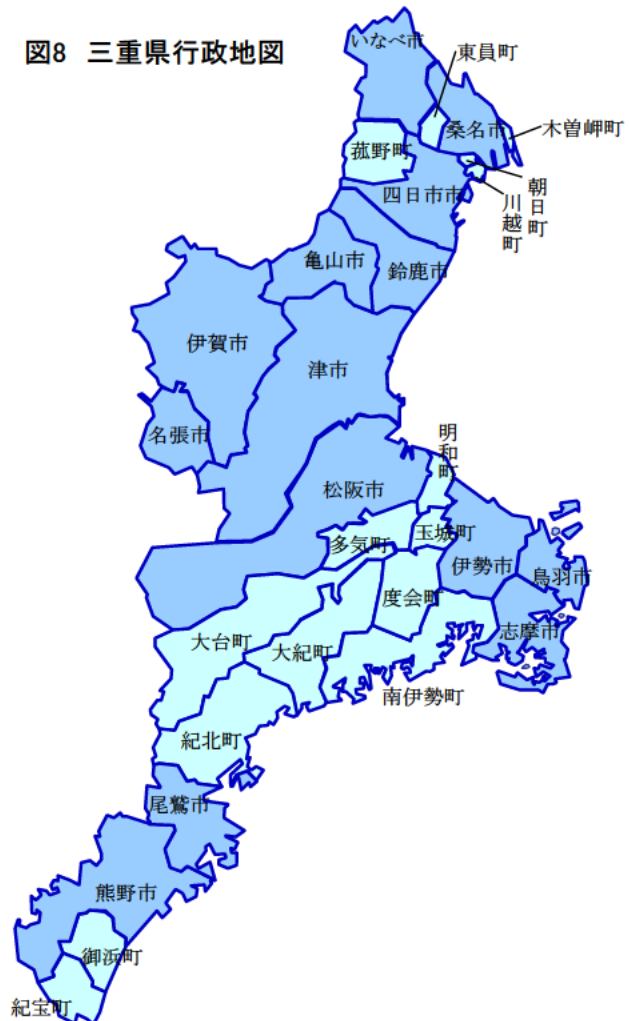 図8 三重県行政地図
いなべ市
東員町
桑名市
木曽岬町
菰野町
朝日町
四日市市
川越町
亀山市
鈴鹿市
伊賀市
津市
名張市
明和町
松阪市
玉城町
多気町
伊勢市
鳥羽市
度会町
志摩市
大台町
大紀町
南伊勢町
紀北町
尾鷲市
熊野市
御浜町
紀宝町